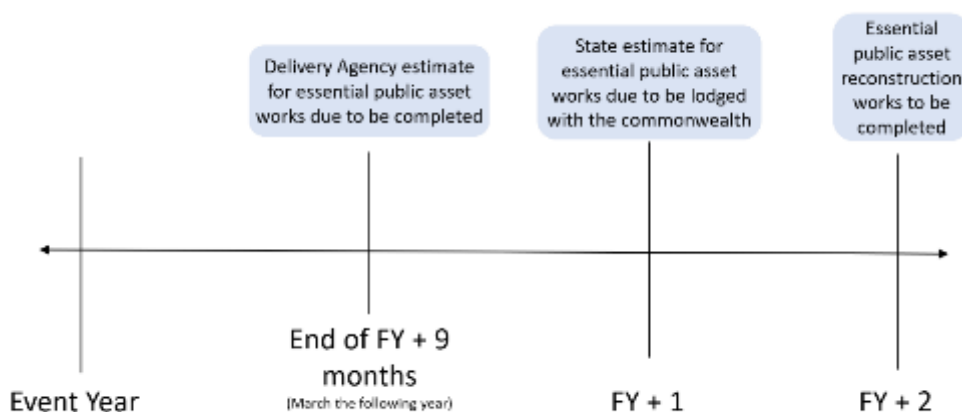 Delivery Agency estimate
for essential public asset
works due to be completed
State estimate for
essential public asset
works due to be lodged
with the commonwealth
Essential
public asset
reconstruction
works to be
completed
Event Year
End of FY + 9
months
(March the following year)
FY + 1
FY + 2